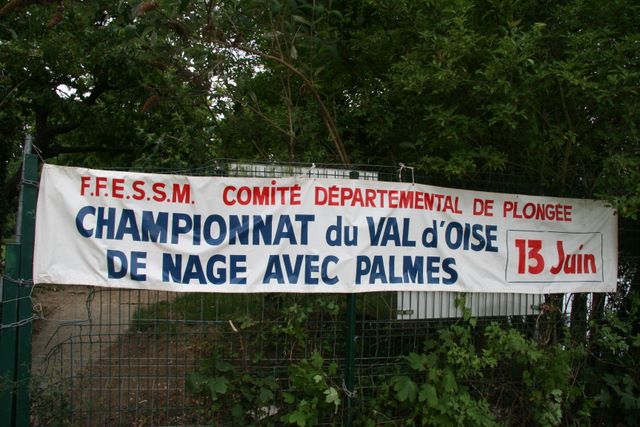 F.F.E.S.S.M. COMITÉ DÉPARTEMENTAL DE PLONGÉE
CHAMPIONNAT du VAL d'OISE
DE NAGE AVEC PALMES
13 Juin